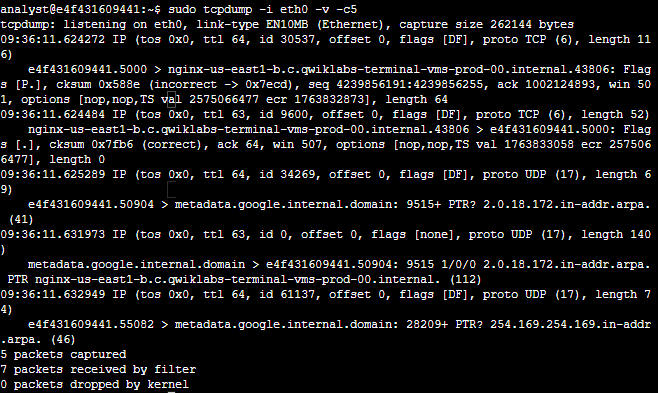 analyst@e4f431609441:~$ sudo tcpdump -i eth0 -v -c5
tcpdump: listening on eth0, link-type EN10MB (Ethernet), capture size 262144 bytes
09:36:11.624272 IP (tos 0x0, ttl 64, id 30537, offset 0, flags [DF], proto TCP (6), length 11
6)
    e4f431609441.5000 > nginx-us-east1-b.c.qwiklabs-terminal-vms-prod-00.internal.43806: Flag
s [P.], cksum 0x588e (incorrect -> 0x7ecd), seq 4239856191:4239856255, ack 1002124893, win 50
1, options [nop,nop,TS val 2575066477 ecr 1763832873], length 64
09:36:11.624484 IP (tos 0x0, ttl 63, id 9600, offset 0, flags [DF], proto TCP (6), length 52)
    nginx-us-east1-b.c.qwiklabs-terminal-vms-prod-00.internal.43806 > e4f431609441.5000: Flag
s [.], cksum 0x7fb6 (correct), ack 64, win 507, options [nop,nop,TS val 1763833058 ecr 257506
6477], length 0
09:36:11.625289 IP (tos 0x0, ttl 64, id 34269, offset 0, flags [DF], proto UDP (17), length 6
9)
    e4f431609441.50904 > metadata.google.internal.domain: 9515+ PTR? 2.0.18.172.in-addr.arpa.
 (41)
09:36:11.631973 IP (tos 0x0, ttl 63, id 0, offset 0, flags [none], proto UDP (17), length 140
)
    metadata.google.internal.domain > e4f431609441.50904: 9515 1/0/0 2.0.18.172.in-addr.arpa.
 PTR nginx-us-east1-b.c.qwiklabs-terminal-vms-prod-00.internal. (112)
09:36:11.632949 IP (tos 0x0, ttl 64, id 61137, offset 0, flags [DF], proto UDP (17), length 7
4)
    e4f431609441.55082 > metadata.google.internal.domain: 28209+ PTR? 254.169.254.169.in-addr
.arpa. (46)
5 packets captured
7 packets received by filter
0 packets dropped by kernel